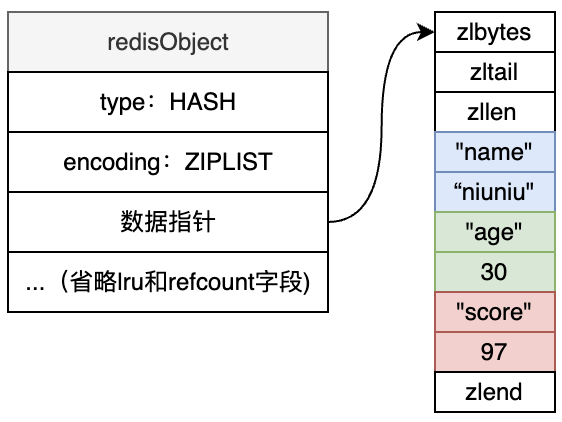 redisObject
type：HASH
encoding：ZIPLIST
数据指针
...（省略lru和refcount字段)
zlbytes
zltail
zllen
"name"
“niuniu"
"age"
30
"score"
97
zlend